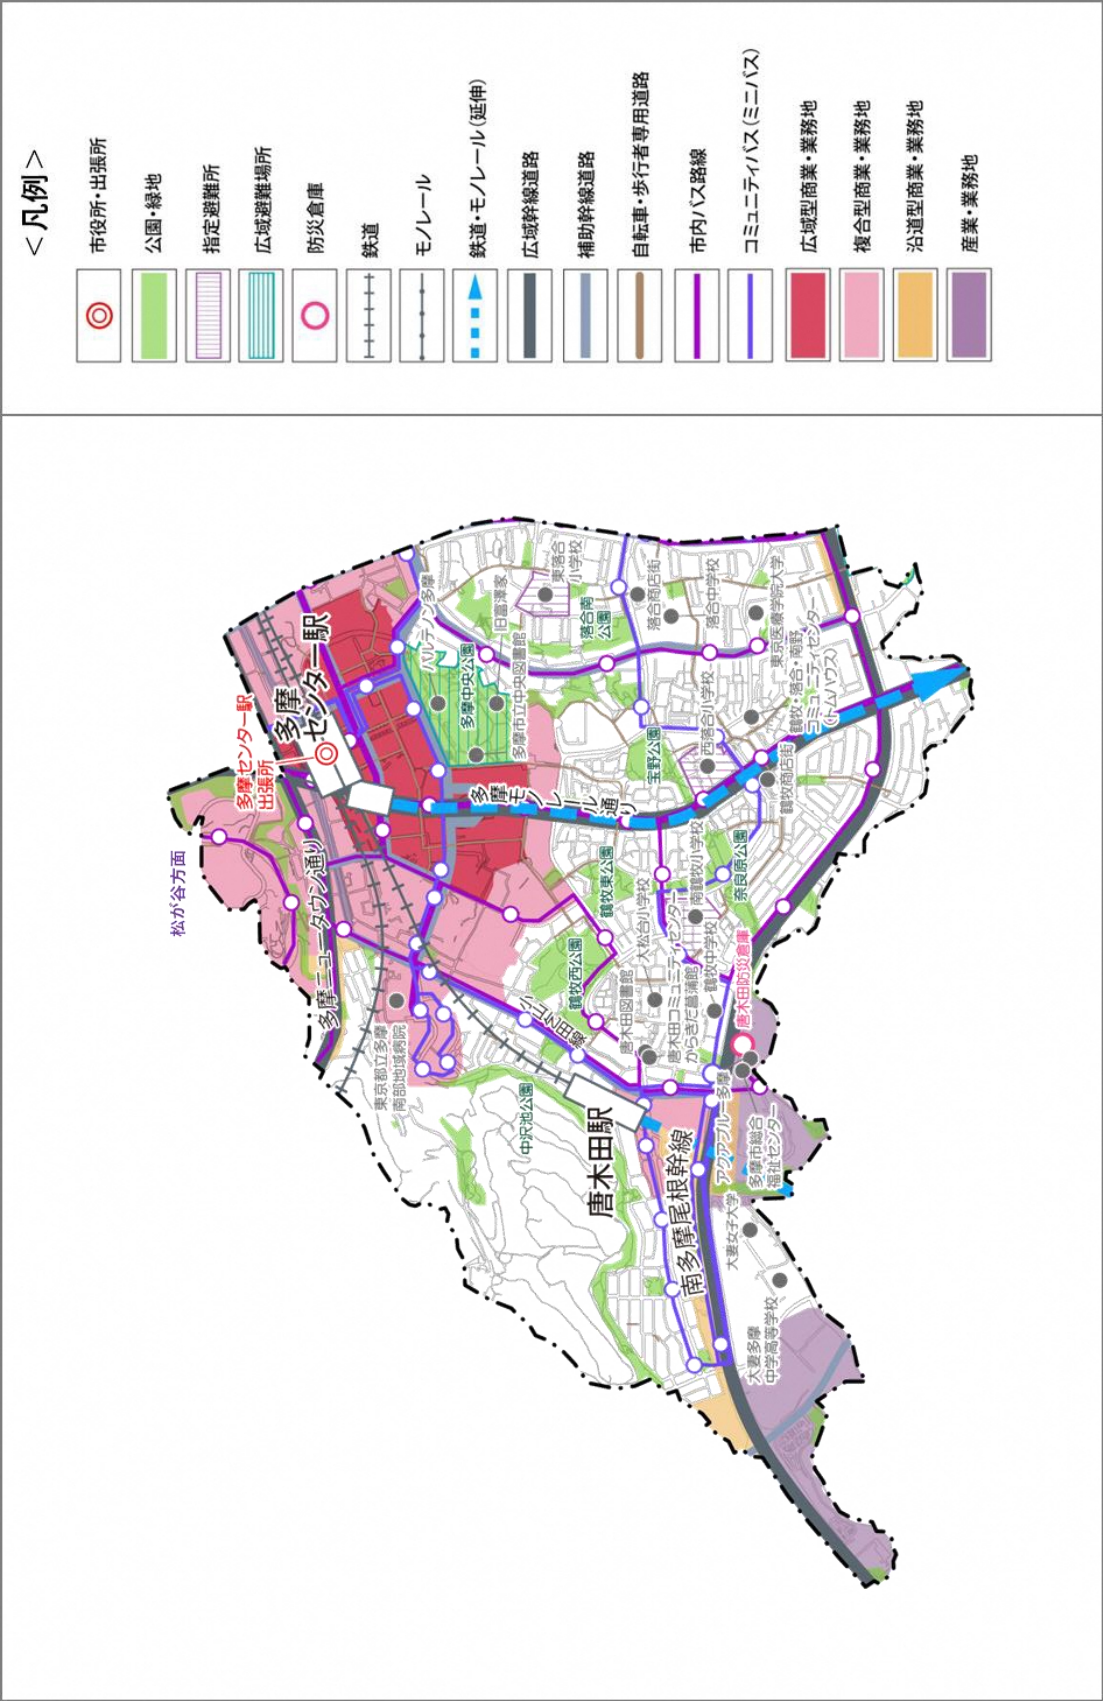 ＜凡例＞
市役所・出張所
公園・緑地
指定避難所
広域避難場所
防災倉庫
鉄道
モノレール
鉄道・モノレール(延伸)
広域幹線道路
補助幹線道路
自転車・歩行者専用道路
市内バス路線
コミュニティバス(ミニバス)
広域型商業・業務地
複合型商業・業務地
沿道型商業・業務地
産業・業務地
松が谷方面
多摩センター駅
出張所
多摩
センター駅
多摩ニュータウン通り
東京都立多摩
南部地域病院
パルテノン多摩
多摩中央公園
旧富澤家
多摩市立中央図書館
東落合
小学校
落合南
公園
多摩モノレール通り
落合商店街
落合中学校
東京医療学院大学
宝野公園
西落合小学校
鶴牧・落合・南野
コミュニティセンター
(トムハウス)
鶴牧商店街
鶴牧東公園
鶴牧西公園
大松台小学校
南鶴牧小学校
奈良原公園
小山乞田線
唐木田図書館
唐木田コミュニティセンター
からきだ菖蒲館
鶴牧中学校
唐木田防災倉庫
中沢池公園
唐木田駅
南多摩尾根幹線
アクアブルー多摩
多摩市総合
福祉センター
大妻女子大学
大妻多摩
中学高等学校